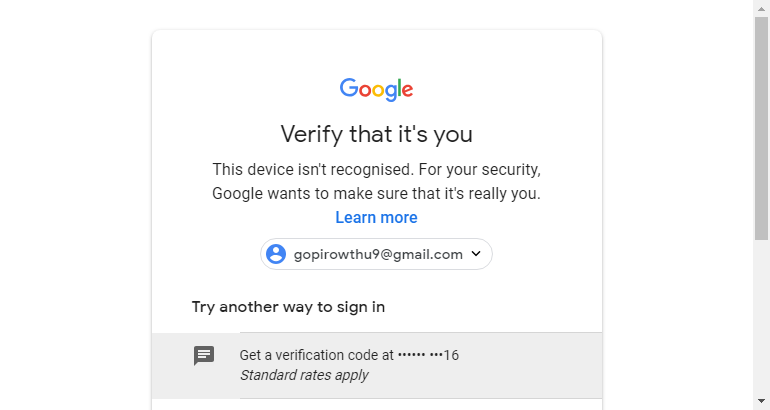 Google
Verify that it's you
This device isn't recognised. For your security,
Google wants to make sure that it's really you.
Learn more
gopirowthu9@gmail.com
Try another way to sign in
Get a verification code at •••••• •••16
Standard rates apply